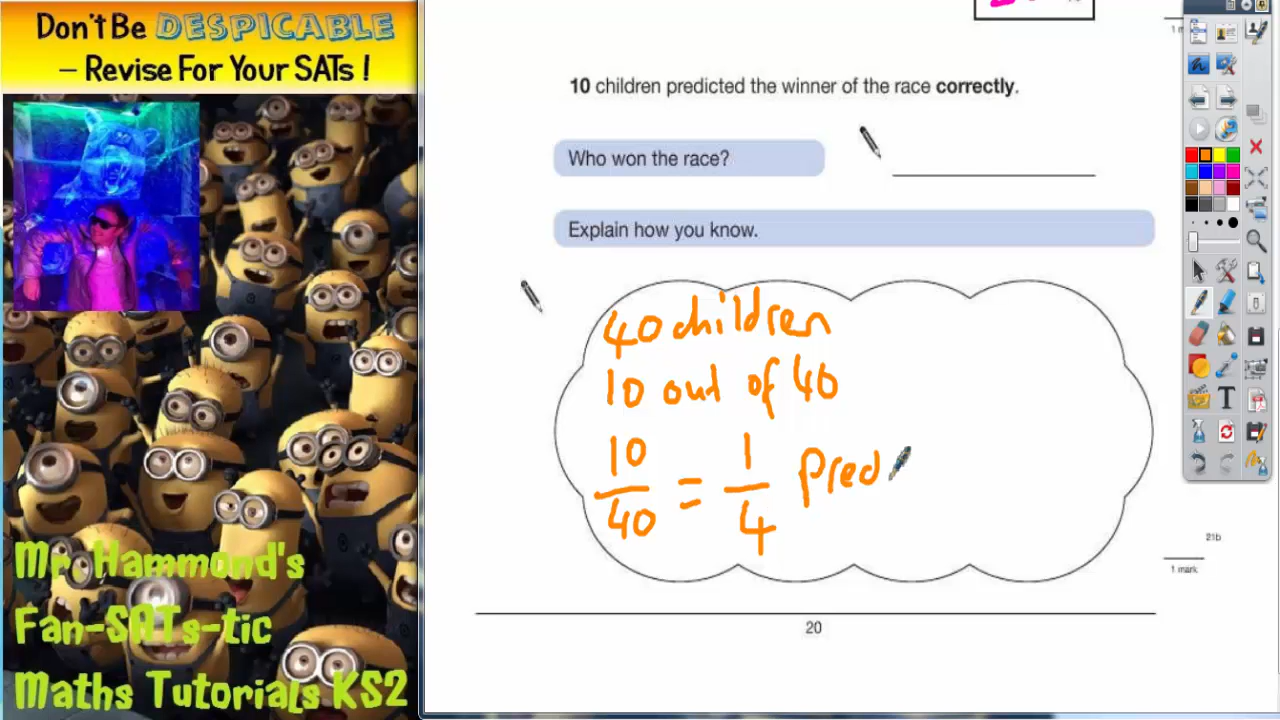 Don't Be DESPICABLE
– Revise For Your SATs !
Mr. Hammond's
Fan-SATs-tic
Maths Tutorials KS2
10 children predicted the winner of the race correctly.
Who won the race?
Explain how you know.
40 children
10 out of 40
10
40
=
1
4
pred
21b
1 mark
20